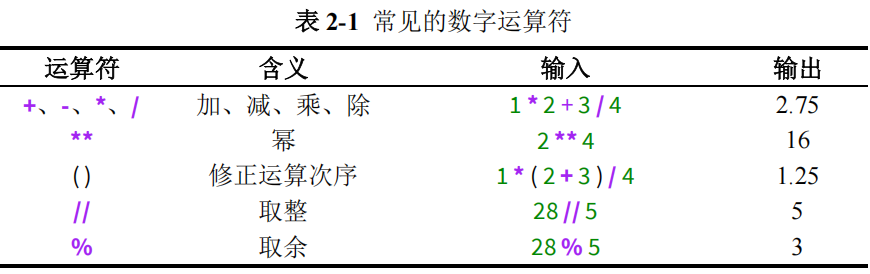 表 2-1 常见的数字运算符
运算符 含义 输入 输出
+、-、*、/ 加、减、乘、除 1 * 2 + 3 / 4 2.75
** 幂 2 ** 4 16
() 修正运算次序 1 * ( 2 + 3 ) / 4 1.25
// 取整 28 // 5 5
% 取余 28 % 5 3